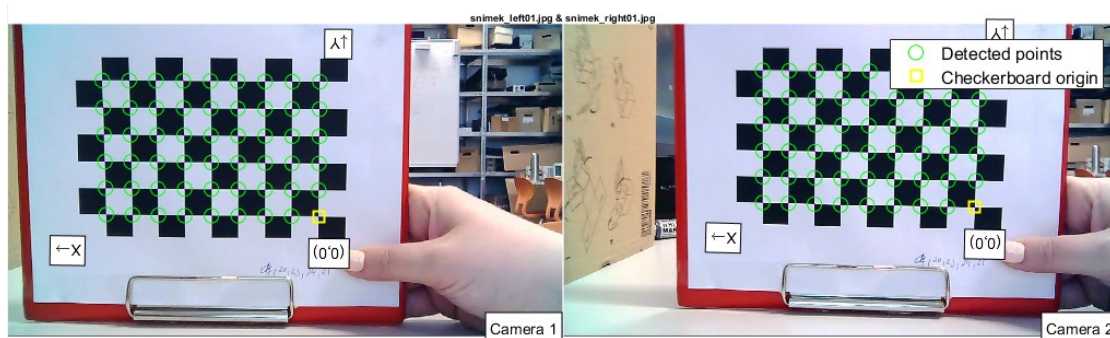 snimek_left01.jpg & snimek_right01.jpg
Y→
Y→
Detected points
Checkerboard origin
←X
(0,0)
←X
(0,0)
Camera 1
Camera 2